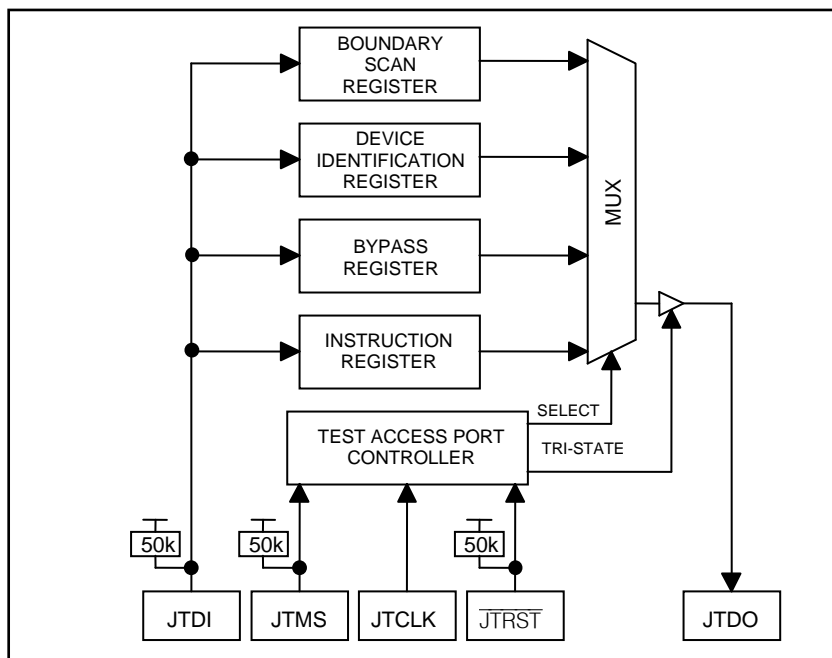 BOUNDARY
SCAN
REGISTER
DEVICE
IDENTIFICATION
REGISTER
BYPASS
REGISTER
INSTRUCTION
REGISTER
MUX
SELECT
TRI-STATE
TEST ACCESS PORT
CONTROLLER
50k
50k
50k
JTDI
JTMS
JTCLK
JTRST
JTDO